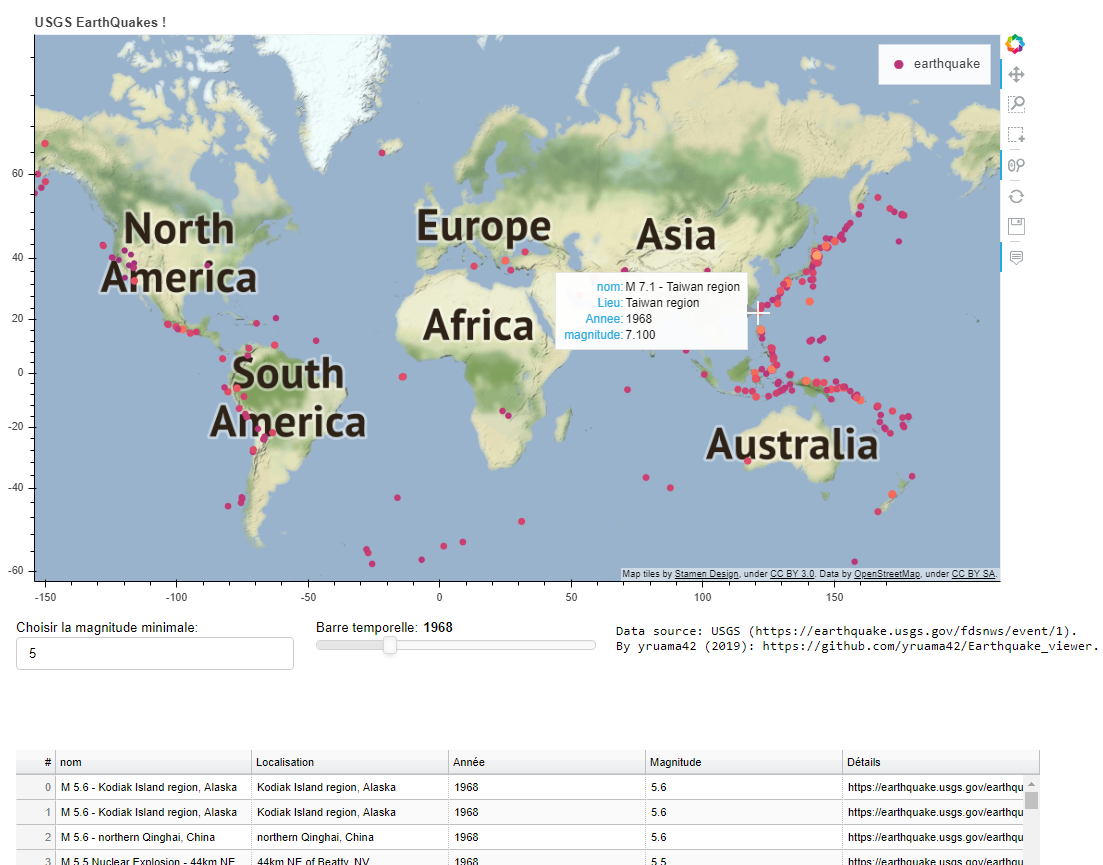 USGS EarthQuakes !
earthquake
60
40
20
0
-20
-40
-60
North
America
Europe
Asia
Africa
South
America
Australia
nom: M 7.1 - Taiwan region
Lieu: Taiwan region
Annee: 1968
magnitude: 7.100
Map tiles by Stamen Design, under CC BY 3.0. Data by OpenStreetMap, under CC BY SA.
-150 -100 -50 0 50 100 150
Choisir la magnitude minimale:
5
Barre temporelle: 1968
Data source: USGS (https://earthquake.usgs.gov/fdsnws/event/1).
By yruama42 (2019): https://github.com/yruama42/Earthquake_viewer.
# nom Localisation Année Magnitude Détails
0 M 5.6 - Kodiak Island region, Alaska Kodiak Island region, Alaska 1968 5.6 https://earthquake.usgs.gov/earthqu
1 M 5.6 - Kodiak Island region, Alaska Kodiak Island region, Alaska 1968 5.6 https://earthquake.usgs.gov/earthqu
2 M 5.6 - northern Qinghai, China northern Qinghai, China 1968 5.6 https://earthquake.usgs.gov/earthqu
3 M 5.5 Nuclear Explosion - 44km NE 44km NE of Beatty, NV 1968 5.5 https://earthquake.usgs.gov/earthqu